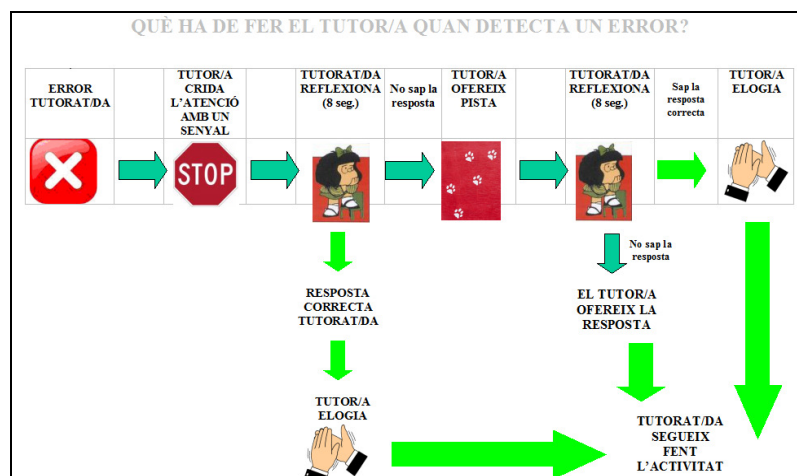 QUÈ HA DE FER EL TUTOR/A QUAN DETECTA UN ERROR?
ERROR
TUTORAT/DA
TUTOR/A
CRIDA
L'ATENCIÓ
AMB UN
SENYAL
TUTORAT/DA
REFLEXIONA
(8 seg.)
No sap la
resposta
TUTOR/A
OFEREIX
PISTA
TUTORAT/DA
REFLEXIONA
(8 seg.)
Sap la
resposta
correcta
TUTOR/A
ELOGIA
STOP
No sap la
resposta
RESPOSTA
CORRECTA
TUTORAT/DA
EL TUTOR/A
OFEREIX LA
RESPOSTA
TUTOR/A
ELOGIA
TUTORAT/DA
SEGUEIX
FENT
L'ACTIVITAT